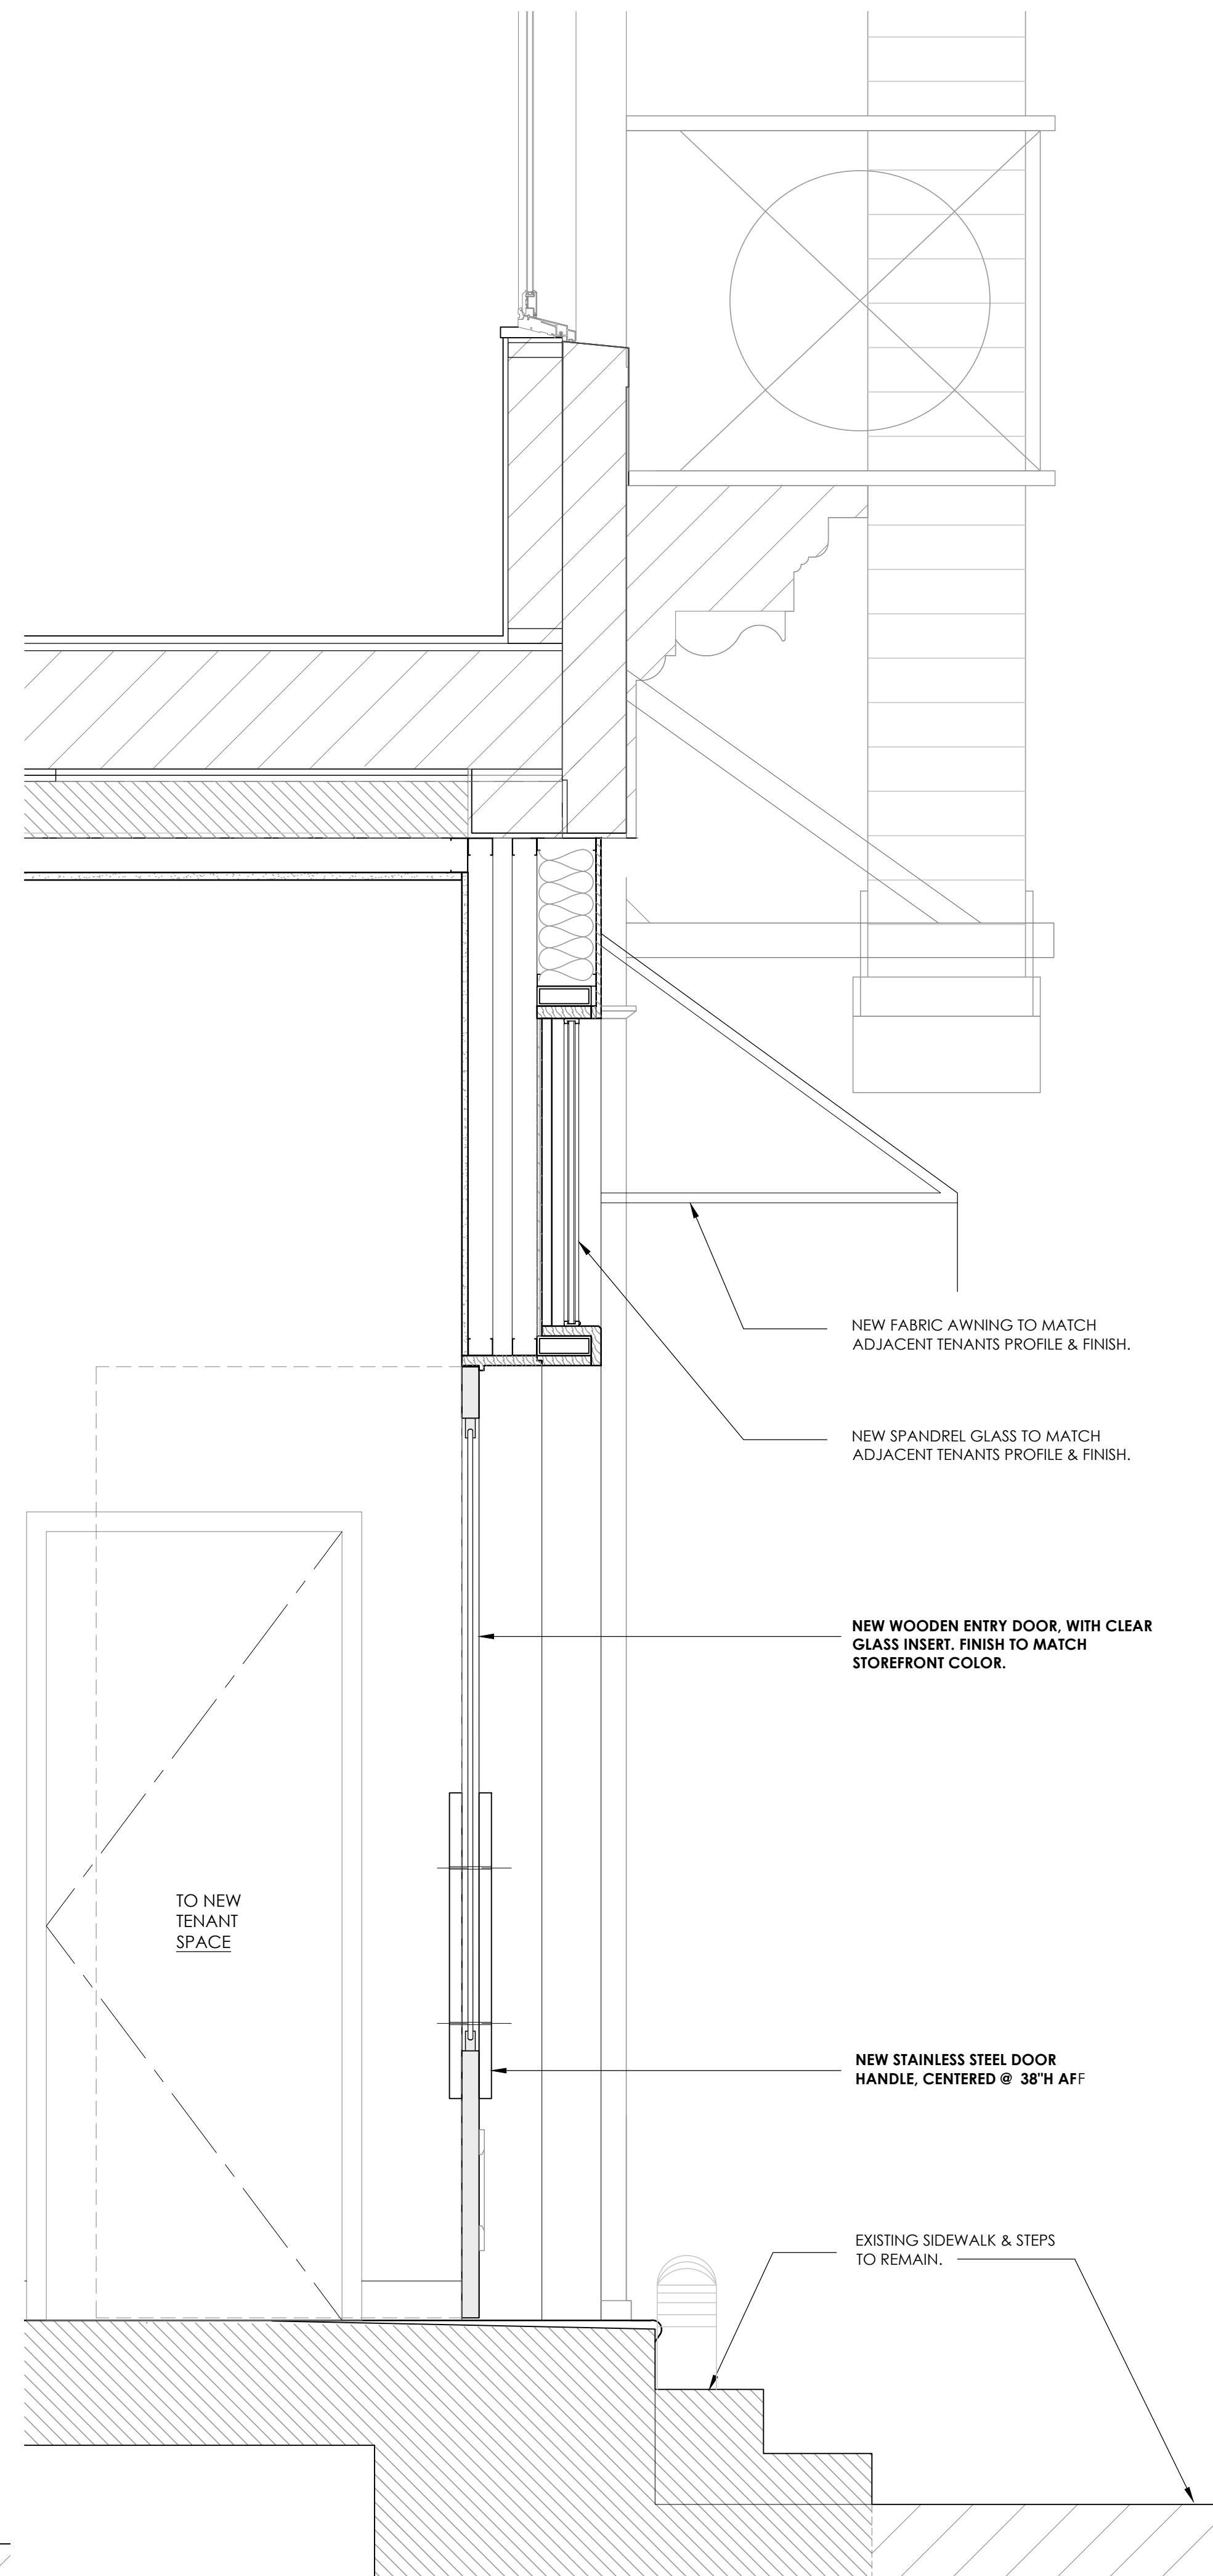 NEW FABRIC AWNING TO MATCH
ADJACENT TENANTS PROFILE & FINISH.
NEW SPANDREL GLASS TO MATCH
ADJACENT TENANTS PROFILE & FINISH.
NEW WOODEN ENTRY DOOR, WITH CLEAR
GLASS INSERT. FINISH TO MATCH
STOREFRONT COLOR.
TO NEW
TENANT
SPACE
NEW STAINLESS STEEL DOOR
HANDLE, CENTERED @ 38"H AFF
EXISTING SIDEWALK & STEPS
TO REMAIN.